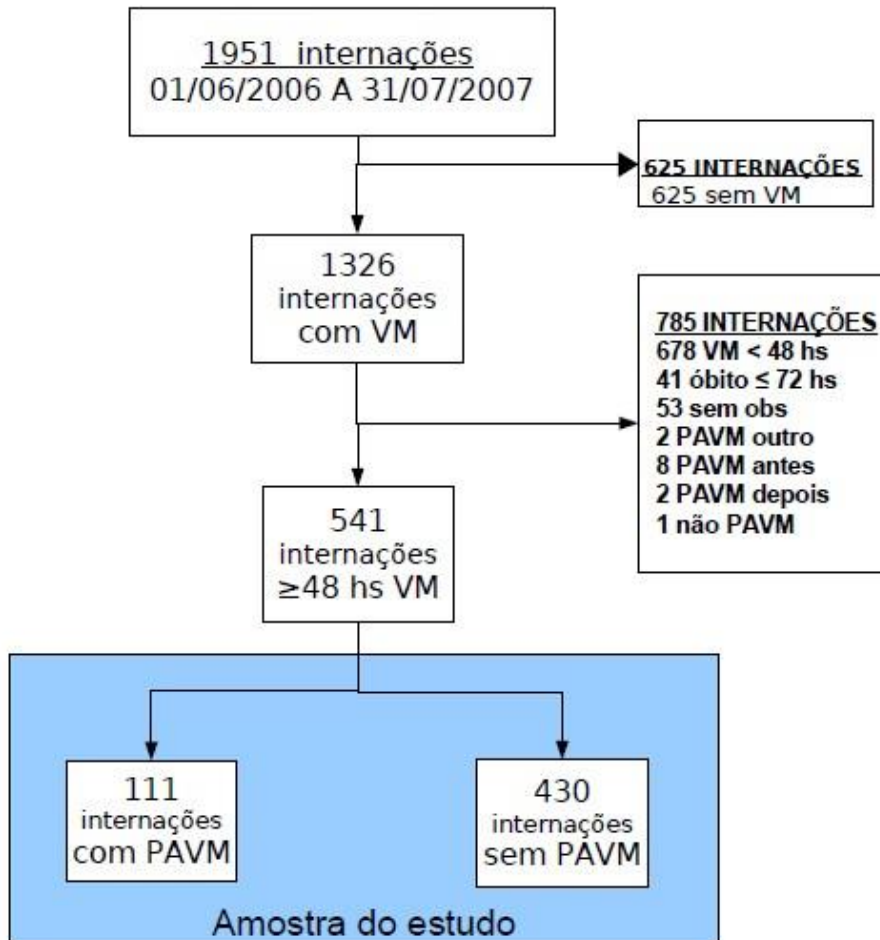 1951 internações
01/06/2006 A 31/07/2007
625 INTERNAÇÕES
625 sem VM
1326
internações
com VM
785 INTERNAÇÕES
678 VM < 48 hs
41 óbito ≤ 72 hs
53 sem obs
2 PAVM outro
8 PAVM antes
2 PAVM depois
1 não PAVM
541
internações
≥48 hs VM
111
internações
com PAVM
430
internações
sem PAVM
Amostra do estudo